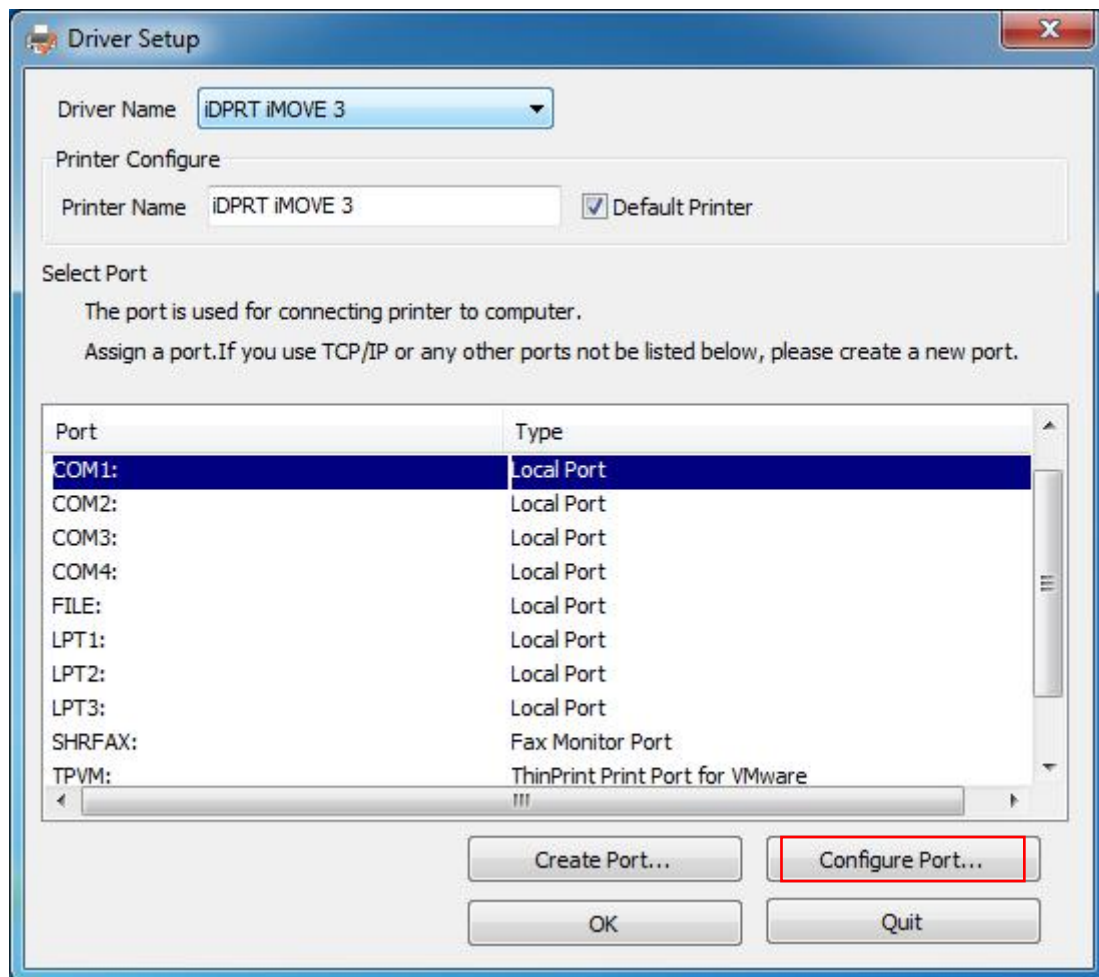 Driver Setup
Driver Name iDPRT iMOVE 3
Printer Configure
Printer Name iDPRT iMOVE 3 Default Printer
Select Port
The port is used for connecting printer to computer.
Assign a port.If you use TCP/IP or any other ports not be listed below, please create a new port.
Port Type
COM1: Local Port
COM2: Local Port
COM3: Local Port
COM4: Local Port
FILE: Local Port
LPT1: Local Port
LPT2: Local Port
LPT3: Local Port
SHRFAX: Fax Monitor Port
TPVM: ThinPrint Print Port for VMware
Create Port... Configure Port...
OK Quit